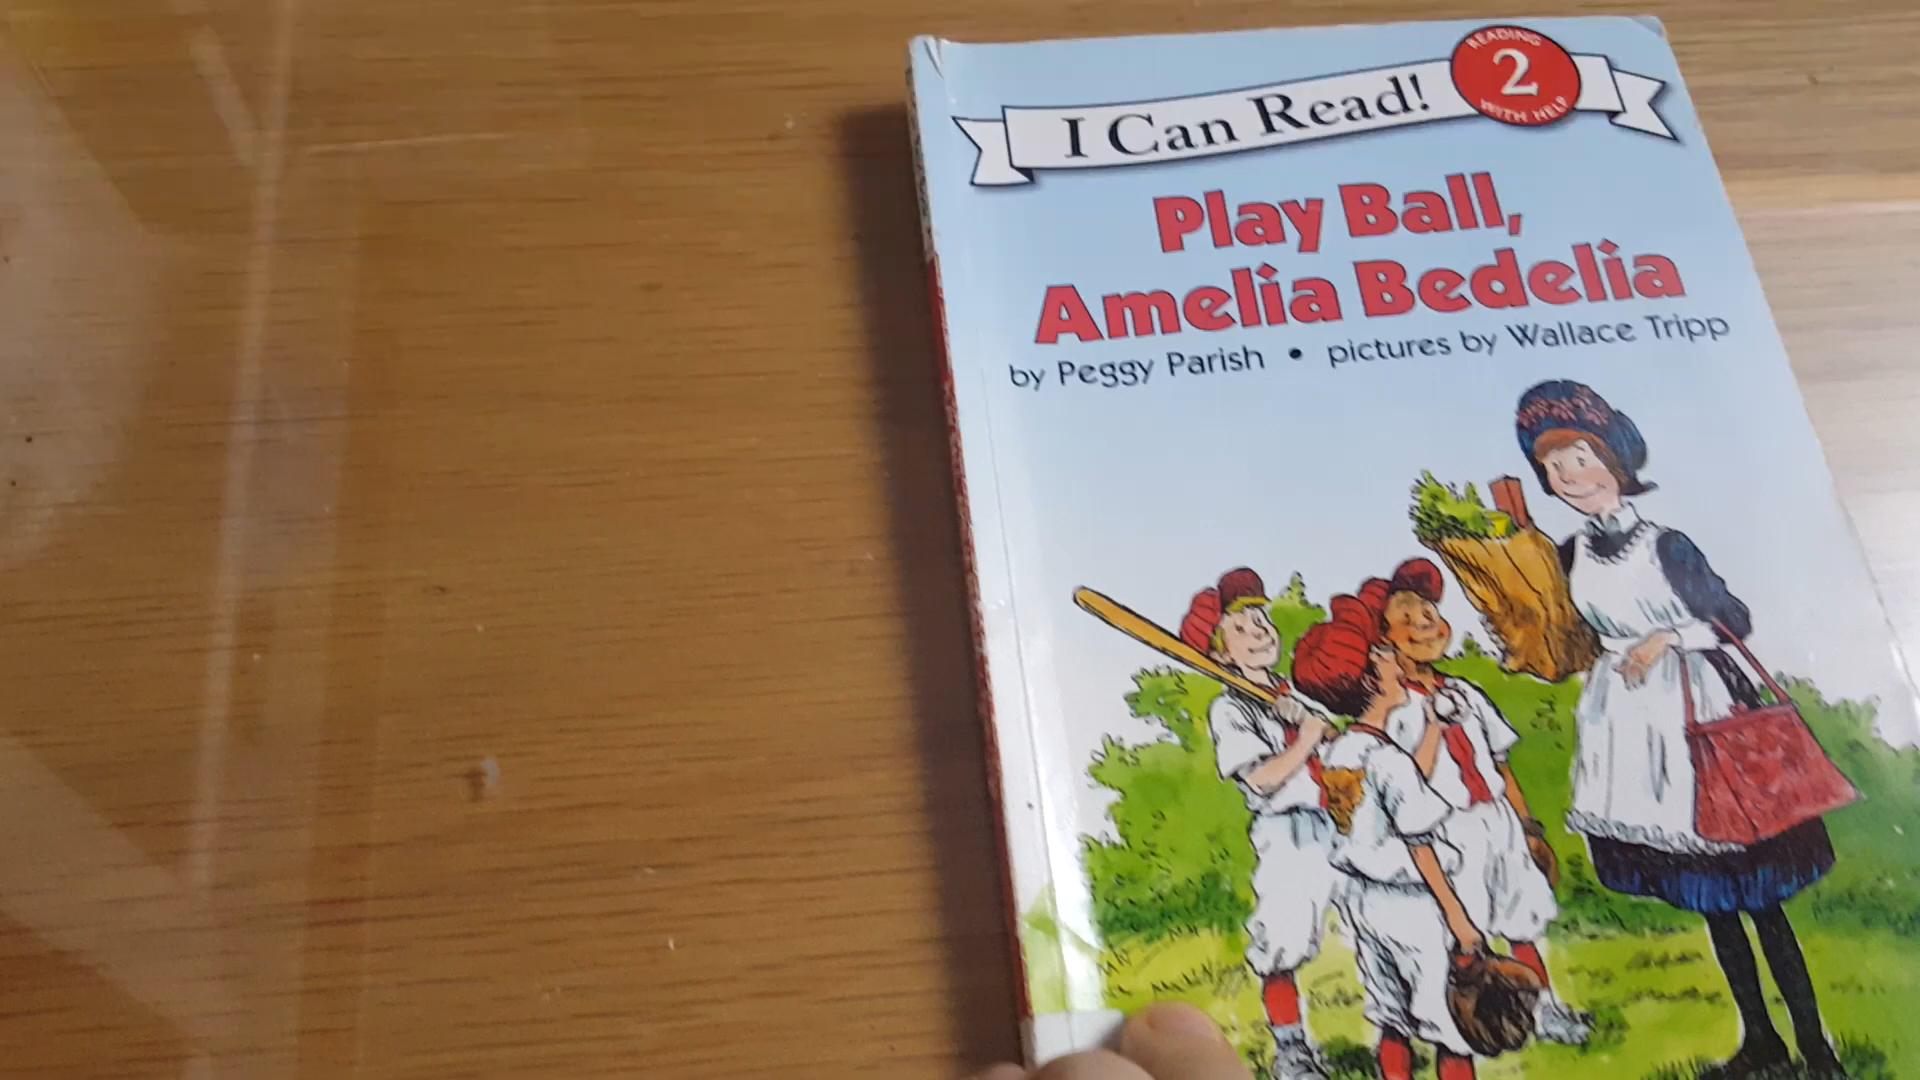 I Can Read!
READING
2
WITH HELP
Play Ball,
Amelia Bedelia
by Peggy Parish • pictures by Wallace Tripp